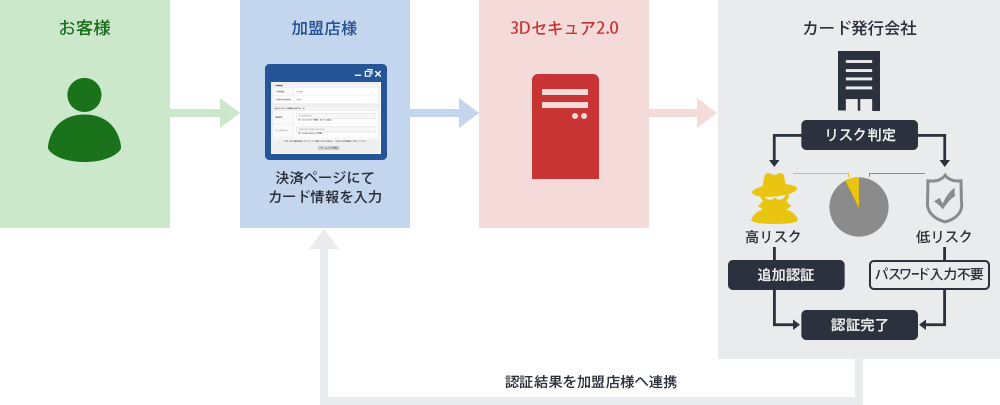 お客様
加盟店様
決済ページにて
カード情報を入力
3Dセキュア2.0
カード発行会社
リスク判定
高リスク
低リスク
追加認証
パスワード入力不要
認証完了
認証結果を加盟店様へ連携